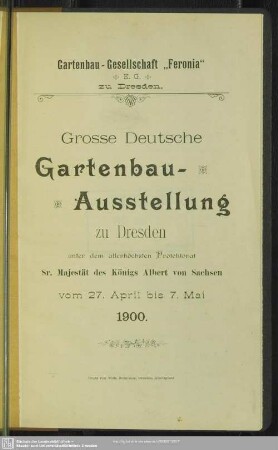 Gartenbau-Gesellschaft „Feronia“
E. G.
zu Dresden.
Grosse Deutsche
Gartenbau-
Ausstellung
zu Dresden
unter dem allerhöchsten Protektorat
Sr. Majestät des Königs Albert von Sachsen
vom 27. April bis 7. Mai
1900.